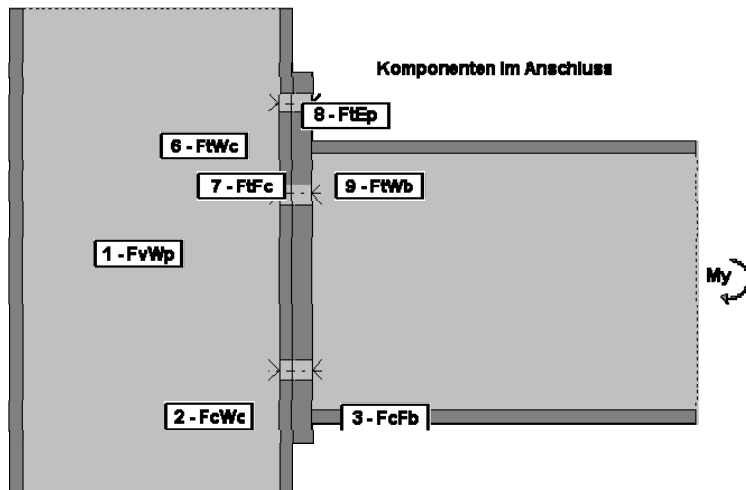 Komponenten im Anschluss
8 - FtEp
6 - FtWc
7 - FtFc
9 - FtWb
1 - FvWp
My
2 - FcWc
3 - FcFb